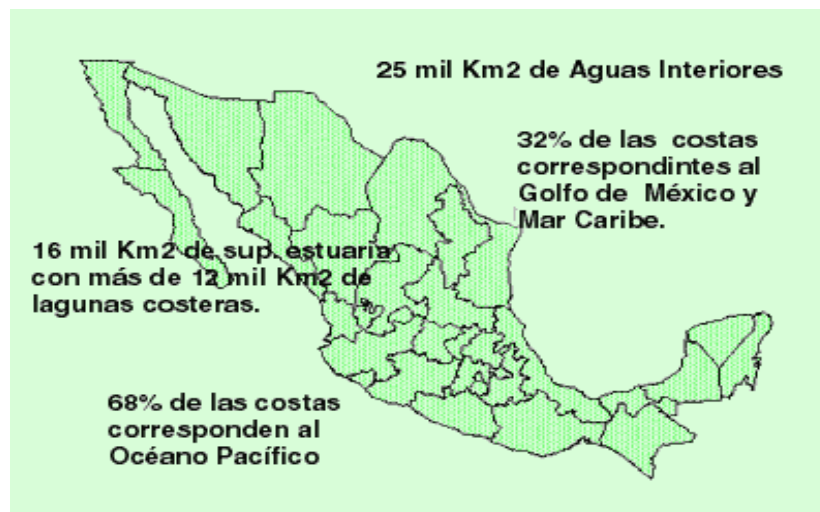 25 mil Km2 de Aguas Interiores
32% de las costas
correspondintes al
Golfo de México y
Mar Caribe.
16 mil Km2 de sup. estuaria
con más de 12 mil Km2 de
lagunas costeras.
68% de las costas
corresponden al
Océano Pacífico